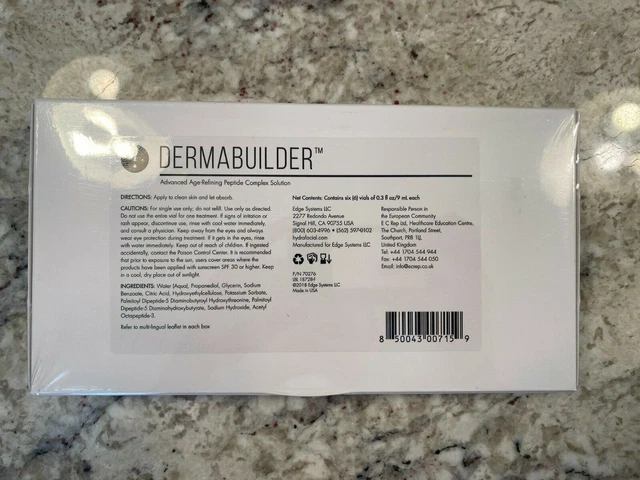 DERMABUILDER™
Advanced Age-Refining Peptide Complex Solution
DIRECTIONS: Apply to clean skin and let absorb.
CAUTIONS: For single use only; do not refill. Use only as directed.
Do not use the entire vial for one treatment. If signs of irritation or
rash appear, discontinue use, rinse with cool water immediately,
and consult a physician. Keep away from the eyes and always
wear eye protection during treatment. If it gets in the eyes, rinse
with water immediately. Keep out of reach of children. If ingested
accidentally, contact the Poison Control Center. It is recommended
that prior to exposure to the sun, users cover areas where the
products have been applied with sunscreen SPF 30 or higher. Keep
in a cool, dry place out of sunlight.
INGREDIENTS: Water (Aqua), Propanediol, Glycerin, Sodium
Benzoate, Citric Acid, Hydroxyethylcellulose, Potassium Sorbate,
Palmitoyl Dipeptide-5 Diaminobutyroyl Hydroxythreonine, Palmitoyl
Dipeptide-5 Diaminohydroxybutyrate, Sodium Hydroxide, Acetyl
Octapeptide-3.
Refer to multi-lingual leaflet in each box
Net Contents: Contains six (6) vials of 0.3 fl oz/9 mL each
Edge Systems LLC
2277 Redondo Avenue
Signal Hill, CA 90755 USA
(800) 603-4996 • (562) 597-0102
hydrafacial.com
Manufactured for Edge Systems LLC
P/N 70276
©2018 Edge Systems LLC
Made in USA
Responsible Person in
the European Community
E C Rep Ltd, Healthcare Education Centre,
The Church, Portland Street,
Southport, PR8 1LJ,
United Kingdom
Tel: +44 1704 544 944
Fax: +44 1704 544 050
Email: info@ecrep.co.uk
8 50043 00715 9